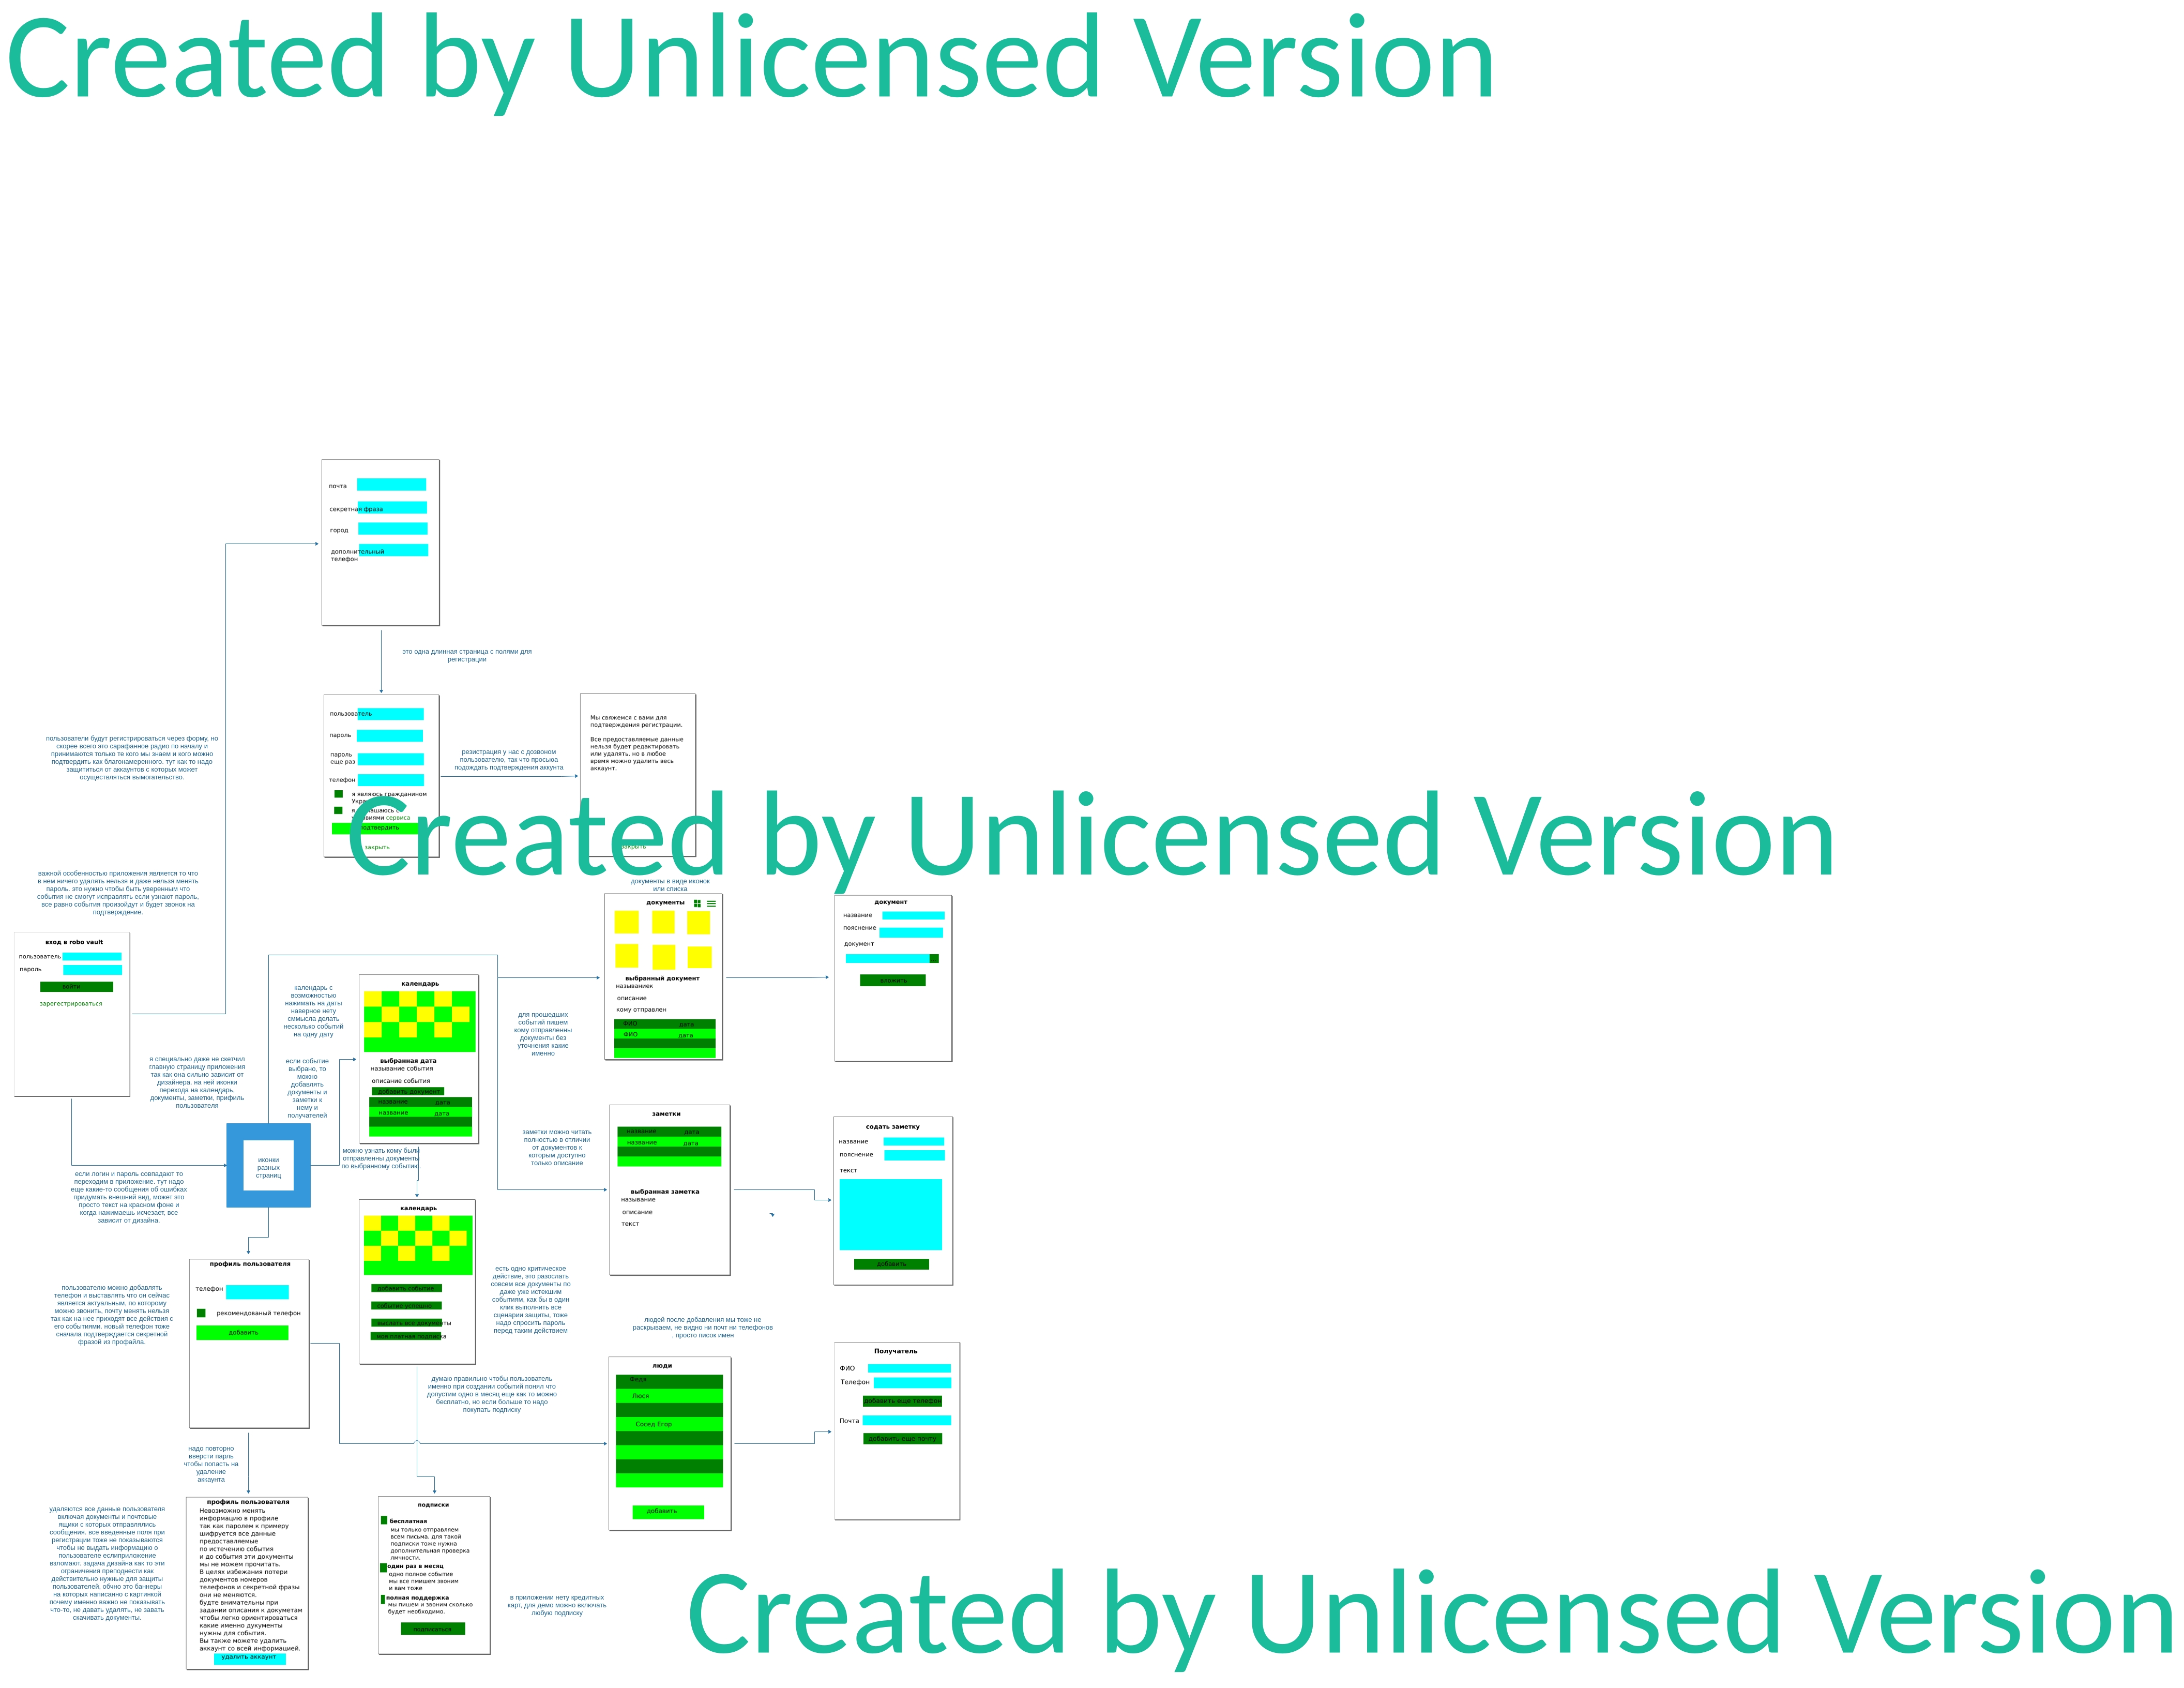 Created by Unlicensed Version
почта
секретная фраза
город
дополнительный
телефон
это одна длинная страница с полями для
регистрации
пользователь
пароль
пароль
еще раз
телефон
я являюсь гражданином
я
сервиса
закрыть
резистрация у нас с дозвоном
пользователю, так что просьюа
подождать подтверждения аккунта
Мы свяжемся с вами для
подтверждения регистрации.
Все предоставляемые данные
нельзя будет редактировать
или удалять, но в любое
время можно удалить весь
аккаунт.
закрыть
Created by Unlicensed Version
пользователи будут регистрироваться через форму, но
скорее всего это сарафанное радио по началу и
принимаются только те кого мы знаем и кого можно
подтвердить как благонамеренного. тут как то надо
защититься от аккаунтов с которых может
осуществляться вымогательство.
важной особенностью приложения является то что
в нем ничего удалять нельзя и даже нельзя менять
пароль. это нужно чтобы быть уверенным что
события не смогут исправлять если узнают пароль,
все равно события произойдут и будет звонок на
подтверждение.
вход в robo vault
пользователь
пароль
войти
зарегестрироваться
я специально даже не скетчил
главную страницу приложения
так как она сильно зависит от
дизайнера. на ней иконки
перехода на календарь,
документы, заметки, прифиль
пользователя
если логин и пароль совпадают то
переходим в приложение. тут надо
еще какие-то сообщения об ошибках
придумать внешний вид, может это
просто текст на красном фоне и
когда нажимаешь исчезает, все
зависит от дизайна.
иконки
разных
страниц
календарь с
возможностью
нажимать на даты
наверное нету
сммысла делать
несколько событий
на одну дату
если событие
выбрано, то
можно
добавлять
документы и
заметки к
нему и
получателей
календарь
выбранная дата
называние события
описание события
добавить документ
название дата
название дата
можно узнать кому были
отправленны документы
по выбранному событию.
календарь
добавить событие
событие успешно
выслать все документы
моя платная подписка
есть одно критическое
действие, это разослать
совсем все документы по
даже уже истекшим
событиям, как бы в один
клик выполнить все
сценарии защиты, тоже
надо спросить пароль
перед таким действием
думаю правильно чтобы пользователь
именно при создании событий понял что
допустим одно в месяц еще как то можно
бесплатно, но если больше то надо
покупать подписку
документы в виде иконок
или списка
документы
выбранный документ
называниек
описание
кому отправлен
ФИО дата
ФИО дата
для прошедших
событий пишем
кому отправленны
документы без
уточнения какие
именно
документ
название
пояснение
документ
вложить
заметки можно читать
полностью в отличии
от документов к
которым доступно
только описание
заметки
название дата
название дата
выбранная заметка
называние
описание
текст
содать заметку
название
пояснение
текст
добавить
профиль пользователя
телефон
рекомендованый телефон
добавить
пользователю можно добавлять
телефон и выставлять что он сейчас
является актуальным, по которому
можно звонить, почту менять нельзя
так как на нее приходят все действия с
его событиями. новый телефон тоже
сначала подтверждается секретной
фразой из профайла.
людией после добавления мы тоже не
раскрываем, не видно ни почт ни телефонов
, просто писок имен
люди
Федя
Люся
Сосед Егор
добавить
Получатель
ФИО
Телефон
добавить еще телефон
Почта
добавить еще почту
надо повторно
вверсти парль
чтобы попасть на
удаление
аккаунта
удаляются все данные пользователя
включая документы и почтовые
ящики с которых отправлялись
сообщения. все введенные поля при
регистрации тоже не показываются
чтобы не выдать информацию о
пользователе еслиприложение
взломают. задача дизайна как то эти
ограничения преподнести как
действительно нужные для защиты
пользователей, обчно это баннеры
на которых написанно с картинкой
почему именно важно не показывать
что-то, не давать удалять, не завать
скачивать документы.
профиль пользователя
Невозможно менять
информацию в профиле
так как паролем к примеру
шифруется все данные
предоставляемые
по истечению события
и до события эти документы
мы не можем прочитать.
В целях избежания потери
документов номеров
телефонов и секретной фразы
они не меняются.
будте внимательны при
задании описания к докуметам
чтобы легко ориентироваться
какие именно дукументы
нужны для события.
Вы также можете удалить
аккаунт со всей информацией.
удалить аккаунт
подписки
бесплатная
мы только отправляем
всем письма, для такой
подписки тоже нужна
дополнительная проверка
личности.
один раз в месяц
одно полное событие
мы все пмишем звоним
и вам тоже
полная поддержка
мы пишем и звоним сколько
будет необходимо.
подписаться
в приложении нету кредитных
карт, для демо можно включать
любую подписку
Created by Unlicensed Version